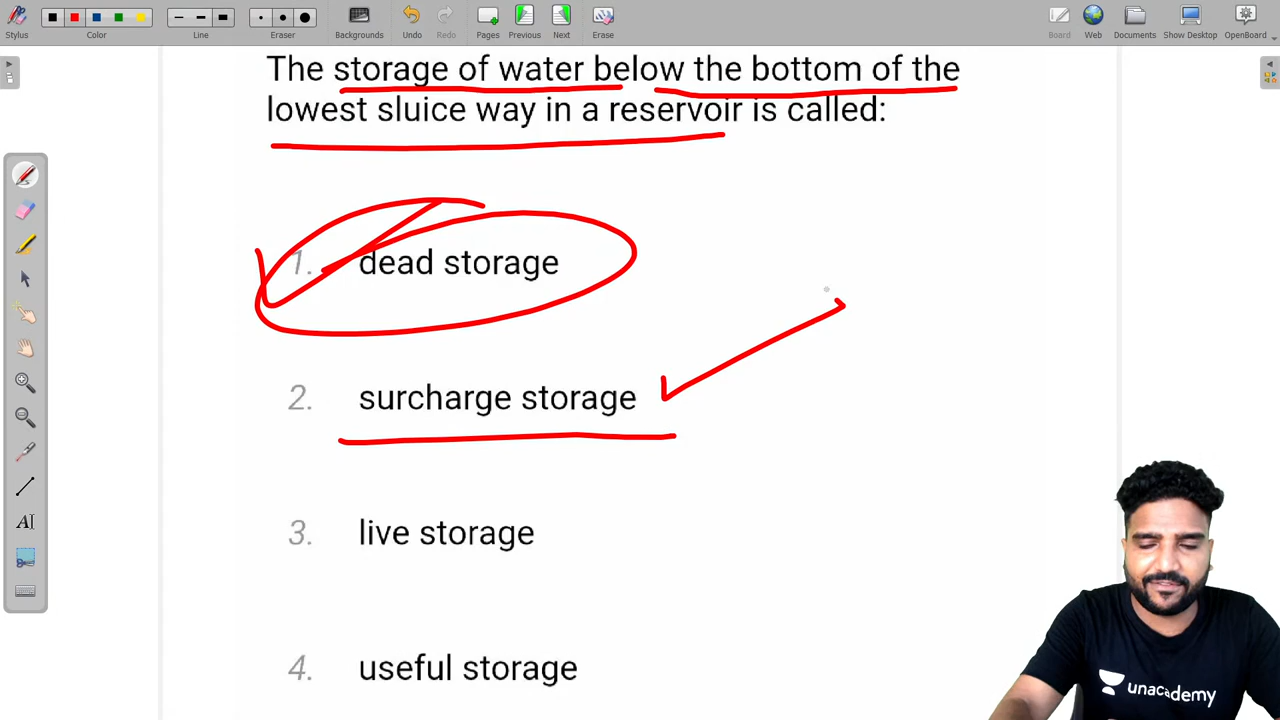 Stylus Color Line Eraser Backgrounds Undo Redo Pages Previous Next Erase Board Web Documents Show Desktop OpenBoard
The storage of water below the bottom of the
lowest sluice way in a reservoir is called:
1. dead storage
2. surcharge storage
3. live storage
4. useful storage
AI
unacademy